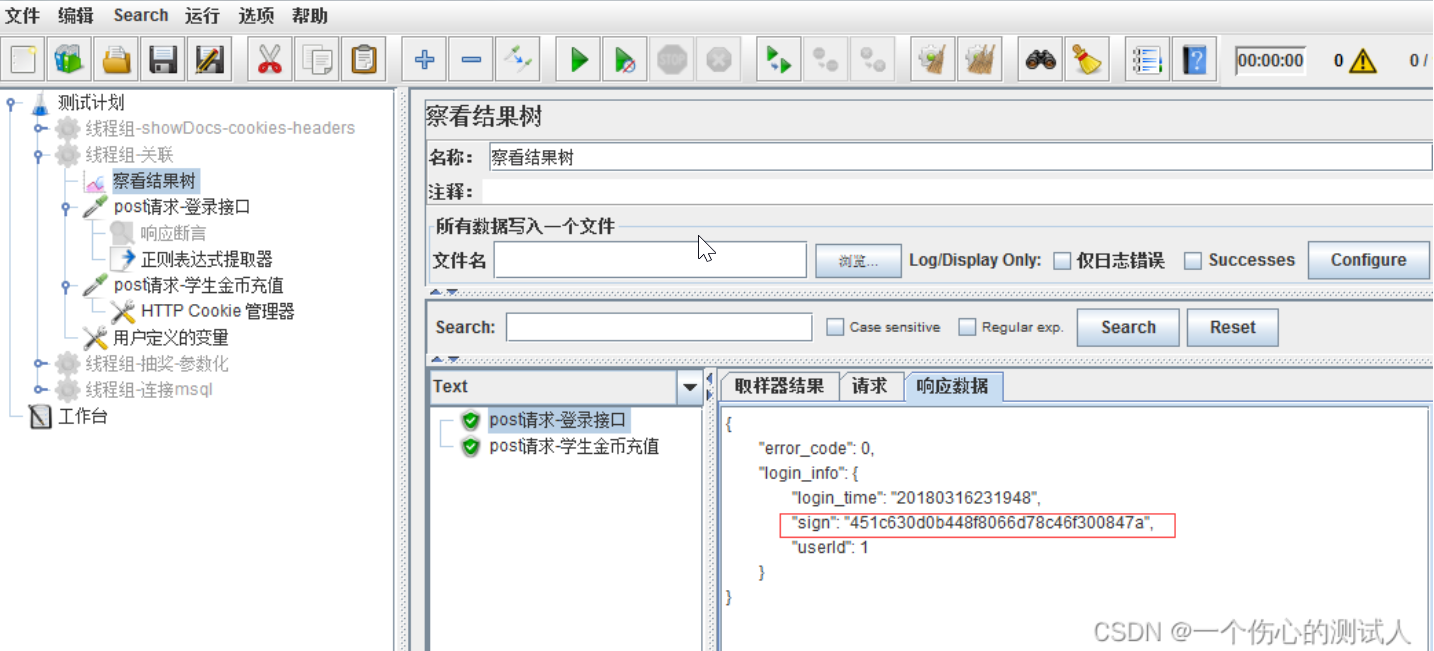 文件 编辑 Search 运行 选项 帮助
STOP
00:00:00 0 0 /
测试计划
线程组-showDocs-cookies-headers
线程组-关联
察看结果树
post请求-登录接口
响应断言
正则表达式提取器
post请求-学生金币充值
HTTP Cookie 管理器
用户定义的变量
线程组-抽奖-参数化
线程组-连接msql
工作台
察看结果树
名称： 察看结果树
注释：
所有数据写入一个文件
文件名 浏览... Log/Display Only: 仅日志错误 Successes Configure
Search: Case sensitive Regular exp. Search Reset
Text
post请求-登录接口
post请求-学生金币充值
取样器结果 请求 响应数据
{
"error_code": 0,
"login_info": {
"login_time": "20180316231948",
"sign": "451c630d0b448f8066d78c46f300847a",
"userId": 1
}
}
CSDN @一个伤心的测试人